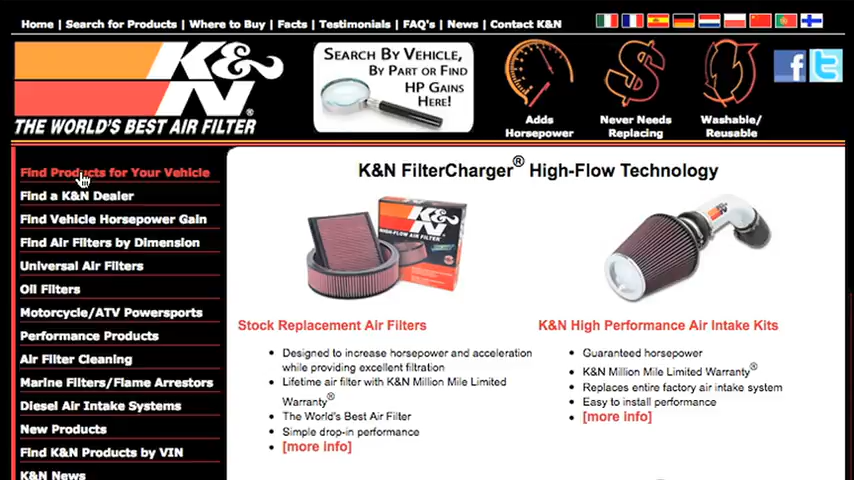 Home | Search for Products | Where to Buy | Facts | Testimonials | FAQ's | News | Contact K&N
K&N®
THE WORLD'S BEST AIR FILTER
SEARCH BY VEHICLE,
BY PART OR FIND
HP GAINS
HERE!
Adds
Horsepower
Never Needs
Replacing
Washable/
Reusable
f
t
Find Products for Your Vehicle
Find a K&N Dealer
Find Vehicle Horsepower Gain
Find Air Filters by Dimension
Universal Air Filters
Oil Filters
Motorcycle/ATV Powersports
Performance Products
Air Filter Cleaning
Marine Filters/Flame Arrestors
Diesel Air Intake Systems
New Products
Find K&N Products by VIN
K&N News
K&N FilterCharger® High-Flow Technology
K&N
HIGH-FLOW AIR FILTER
Stock Replacement Air Filters
• Designed to increase horsepower and acceleration
while providing excellent filtration
• Lifetime air filter with K&N Million Mile Limited
Warranty®
• The World's Best Air Filter
• Simple drop-in performance
• [more info]
K&N High Performance Air Intake Kits
• Guaranteed horsepower
• K&N Million Mile Limited Warranty®
• Replaces entire factory air intake system
• Easy to install performance
• [more info]